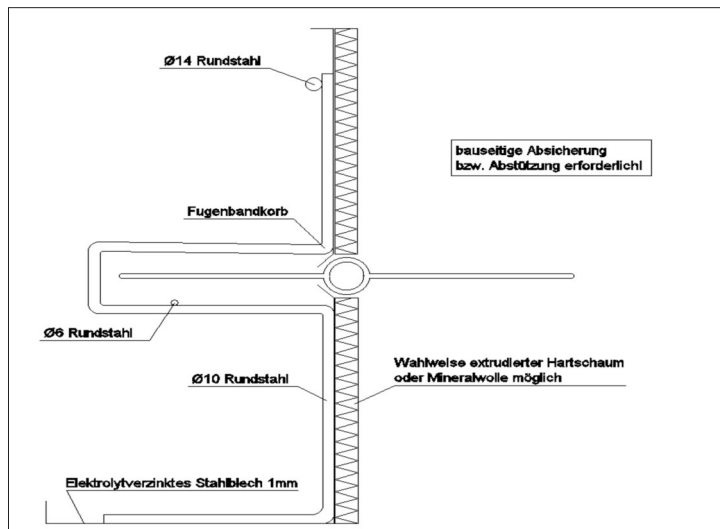 Ø14 Rundstahl
bauseitige Absicherung
bzw. Abstützung erforderlich!
Fugenbandkorb
Ø6 Rundstahl
Wahlweise extrudierter Hartschaum
oder Mineralwolle möglich
Ø10 Rundstahl
Elektrolytverzinktes Stahlblech 1mm